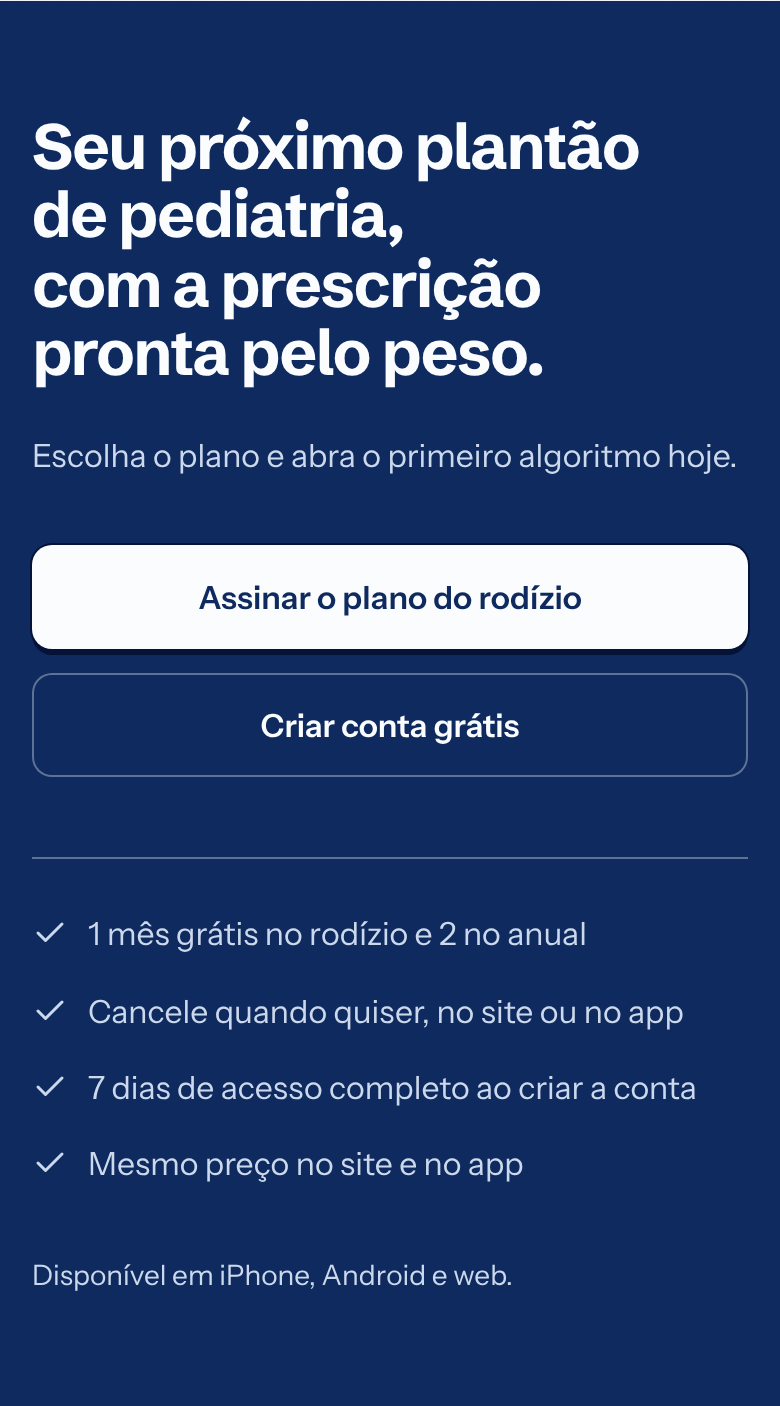 Seu próximo plantão
de pediatria,
com a prescrição
pronta pelo peso.
Escolha o plano e abra o primeiro algoritmo hoje.
Assinar o plano do rodízio
Criar conta grátis
1 mês grátis no rodízio e 2 no anual
Cancele quando quiser, no site ou no app
7 dias de acesso completo ao criar a conta
Mesmo preço no site e no app
Disponível em iPhone, Android e web.